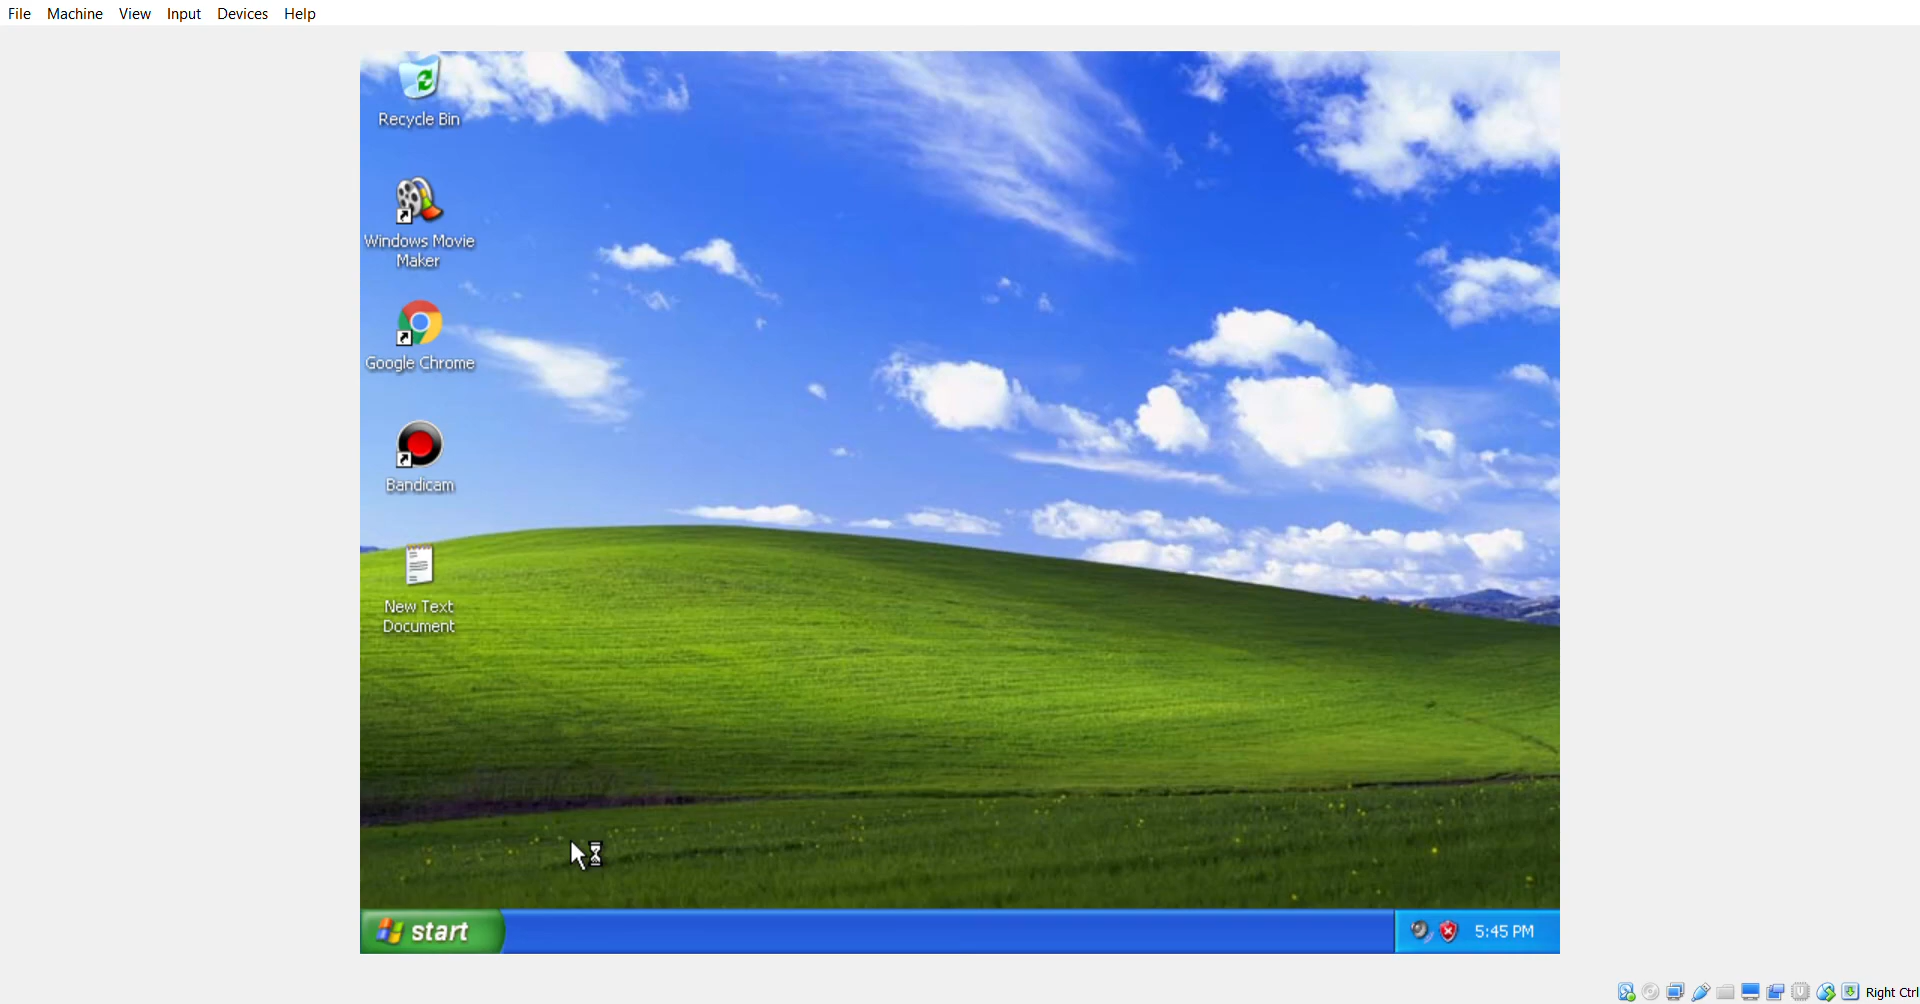 File Machine View Input Devices Help
Recycle Bin
Windows Movie
Maker
Google Chrome
Bandicam
New Text
Document
start
5:45 PM
Right Ctrl